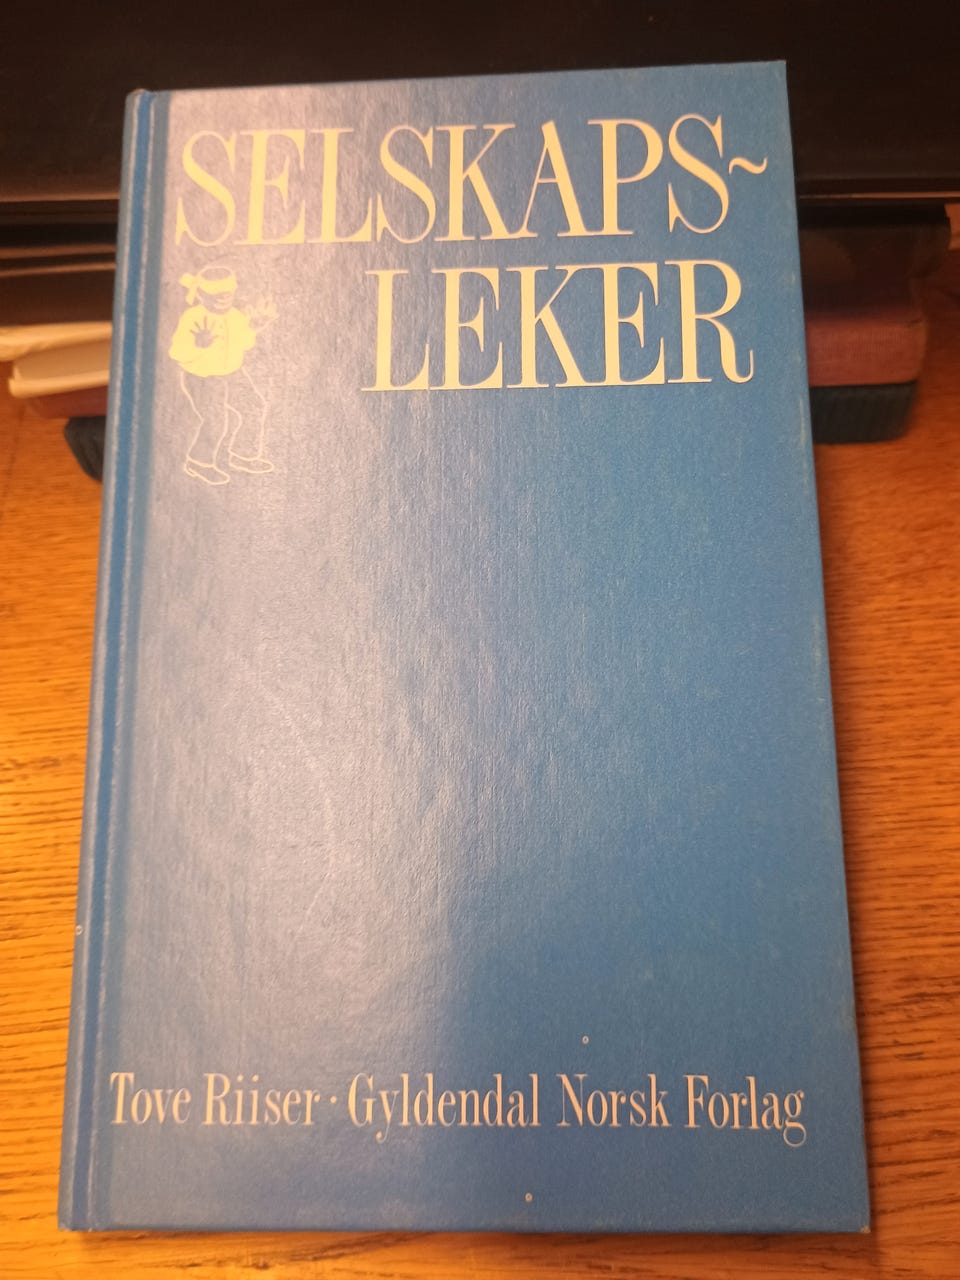 SELSKAPS~
LEKER
Tove Riiser · Gyldendal Norsk Forlag